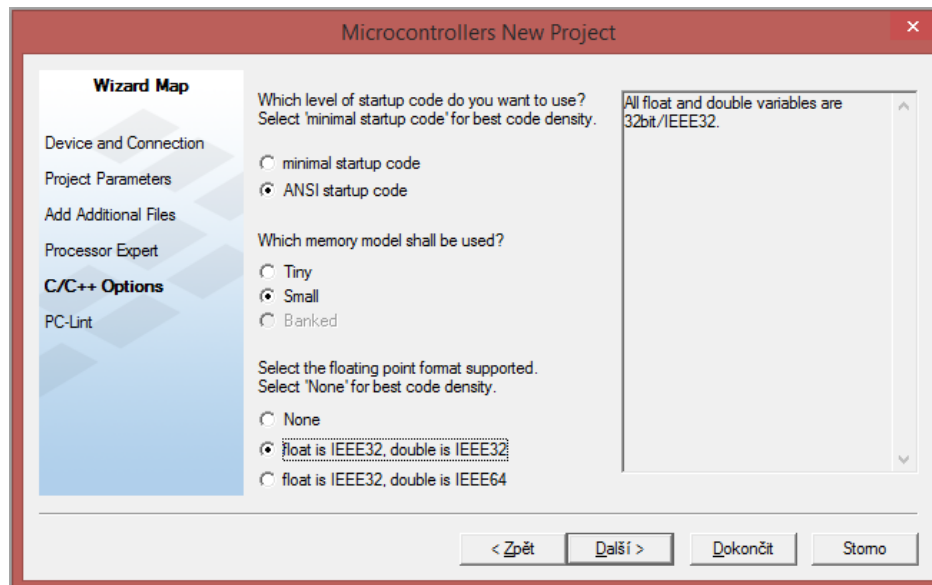 Microcontrollers New Project
Wizard Map
Device and Connection
Project Parameters
Add Additional Files
Processor Expert
C/C++ Options
PC-Lint
Which level of startup code do you want to use?
Select 'minimal startup code' for best code density.
minimal startup code
ANSI startup code
Which memory model shall be used?
Tiny
Small
Banked
Select the floating point format supported.
Select 'None' for best code density.
None
float is IEEE32, double is IEEE32
float is IEEE32, double is IEEE64
All float and double variables are
32bit/IEEE32.
< Zpět
Další >
Dokončit
Storno